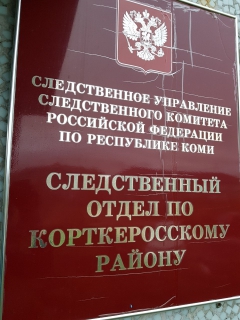 СЛЕДСТВЕННОЕ УПРАВЛЕНИЕ
СЛЕДСТВЕННОГО КОМИТЕТА
РОССИЙСКОЙ ФЕДЕРАЦИИ
ПО РЕСПУБЛИКЕ КОМИ
СЛЕДСТВЕННЫЙ
ОТДЕЛ ПО
КОРТКЕРОССКОМУ
РАЙОНУ